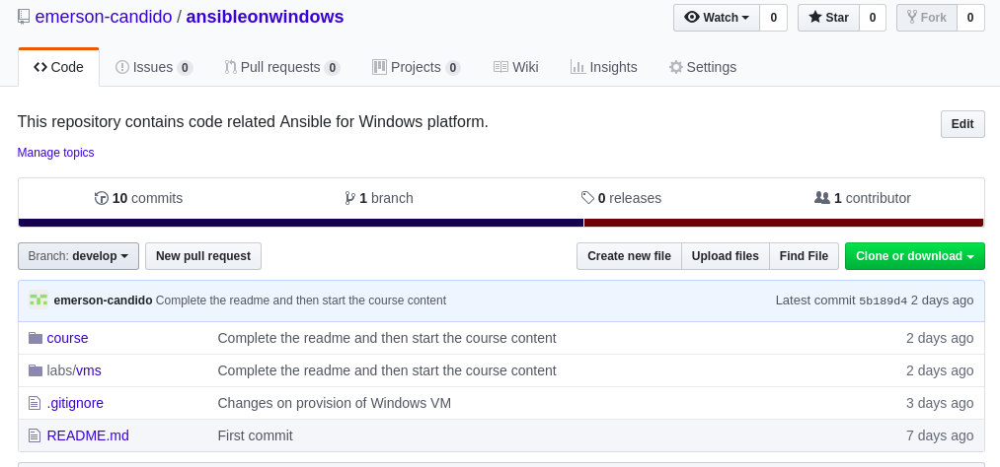 emerson-candido / ansibleonwindows Watch 0 Star 0 Fork 0
Code Issues 0 Pull requests 0 Projects 0 Wiki Insights Settings
This repository contains code related Ansible for Windows platform. Edit
Manage topics
10 commits 1 branch 0 releases 1 contributor
Branch: develop New pull request Create new file Upload files Find File Clone or download
emerson-candido Complete the readme and then start the course content Latest commit 5b189d4 2 days ago
course Complete the readme and then start the course content 2 days ago
labs/vms Complete the readme and then start the course content 2 days ago
.gitignore Changes on provision of Windows VM 3 days ago
README.md First commit 7 days ago